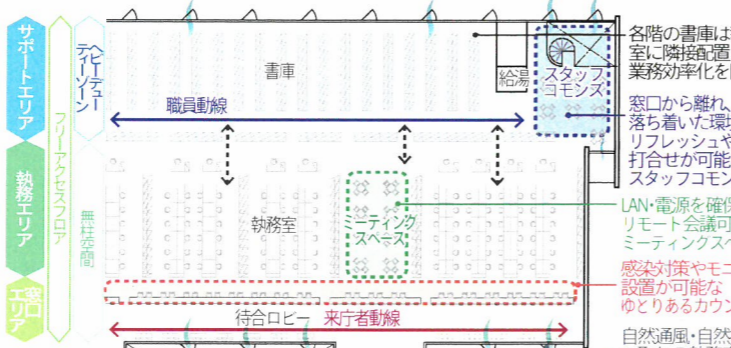 サポートエリア
ヘビーデューティーゾーン
フリーアクセスフロア
執務エリア
無柱空間
窓口エリア
書庫
給湯
スタッフ
コモンズ
職員動線
執務室
ミーティング
スペース
待合ロビー 来庁者動線
各階の書庫は
室に隣接配置
業務効率化を
窓口から離れ、
落ち着いた環
リフレッシュや
打合せが可能
スタッフコモン
LAN・電源を確保
リモート会議可
ミーティングスペ
感染対策やモニ
設置が可能な
ゆとりあるカウン
自然通風・自然